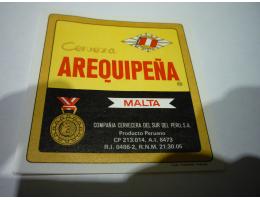 Cerveza
AREQUIPEÑA
MALTA
COMPAÑIA CERVECERA DEL SUR DEL PERU, S.A.
Producto Peruano
CP 213.014, A.I. 8473
R.I. 0486-2, R.N.M. 21.30.05